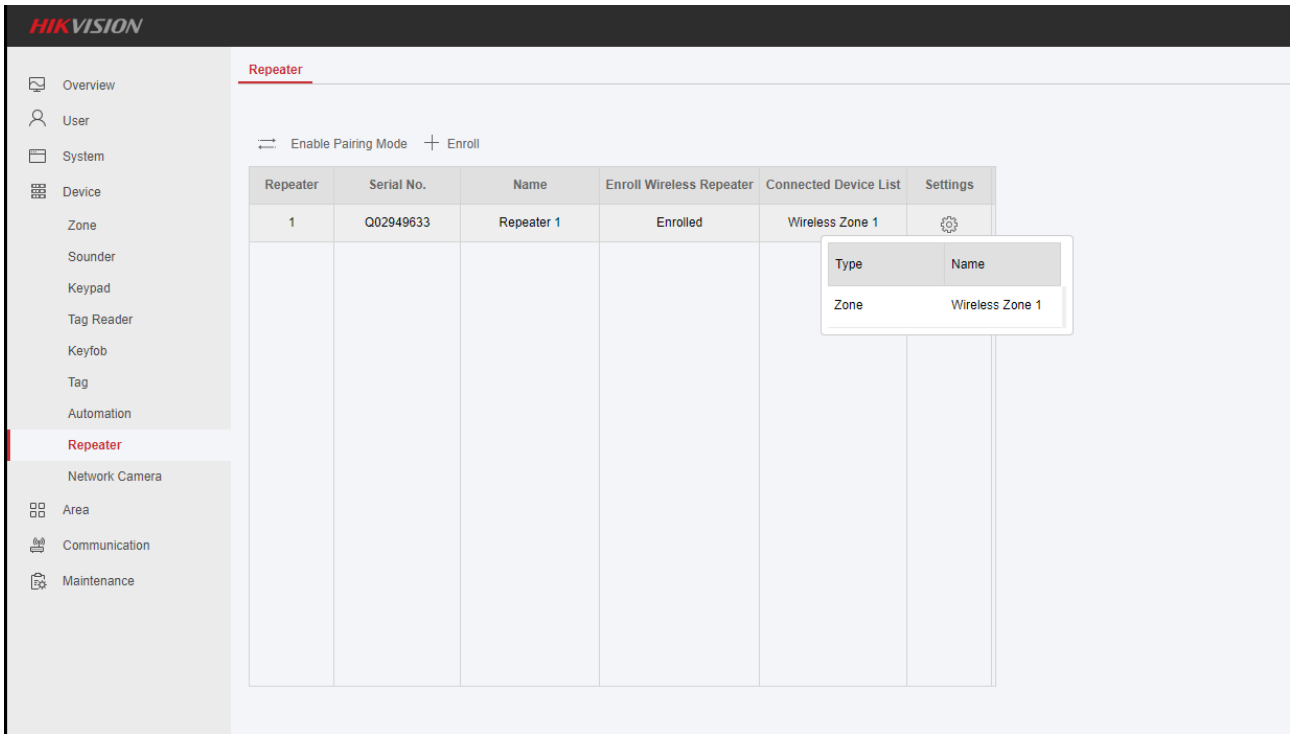 HIKVISION
Overview
User
System
Device
Zone
Sounder
Keypad
Tag Reader
Keyfob
Tag
Automation
Repeater
Network Camera
Area
Communication
Maintenance
Repeater
Enable Pairing Mode Enroll
Repeater Serial No. Name Enroll Wireless Repeater Connected Device List Settings
1 Q02949633 Repeater 1 Enrolled Wireless Zone 1
Type Name
Zone Wireless Zone 1